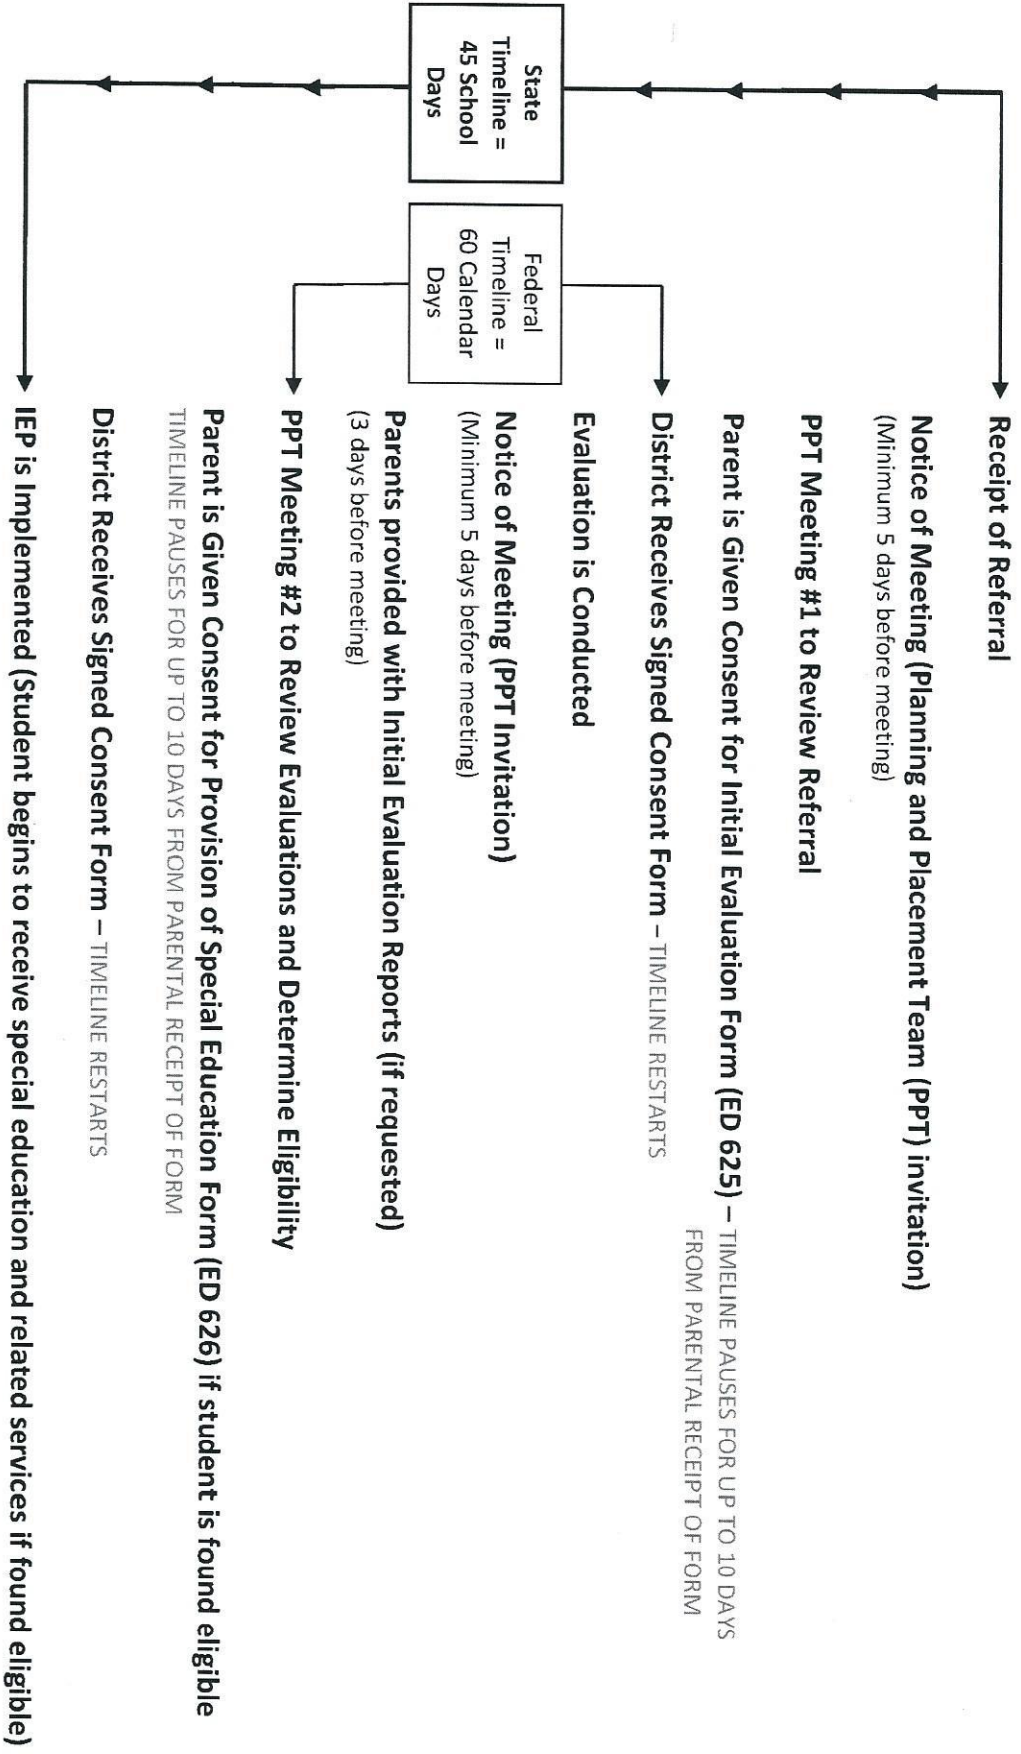 Receipt of Referral
Notice of Meeting (Planning and Placement Team (PPT) invitation)
(Minimum 5 days before meeting)
PPT Meeting #1 to Review Referral
Parent is Given Consent for Initial Evaluation Form (ED 625) – TIMELINE PAUSES FOR UP TO 10 DAYS
FROM PARENTAL RECEIPT OF FORM
District Receives Signed Consent Form – TIMELINE RESTARTS
Evaluation is Conducted
Notice of Meeting (PPT Invitation)
(Minimum 5 days before meeting)
Parents provided with Initial Evaluation Reports (if requested)
(3 days before meeting)
PPT Meeting #2 to Review Evaluations and Determine Eligibility
Parent is Given Consent for Provision of Special Education Form (ED 626) if student is found eligible
TIMELINE PAUSES FOR UP TO 10 DAYS FROM PARENTAL RECEIPT OF FORM
District Receives Signed Consent Form – TIMELINE RESTARTS
IEP is Implemented (Student begins to receive special education and related services if found eligible)
State
Timeline =
45 School
Days
Federal
Timeline =
60 Calendar
Days